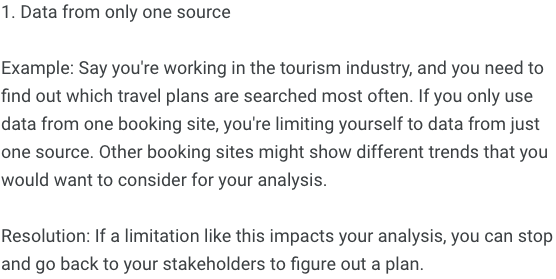 1. Data from only one source
Example: Say you're working in the tourism industry, and you need to
find out which travel plans are searched most often. If you only use
data from one booking site, you're limiting yourself to data from just
one source. Other booking sites might show different trends that you
would want to consider for your analysis.
Resolution: If a limitation like this impacts your analysis, you can stop
and go back to your stakeholders to figure out a plan.